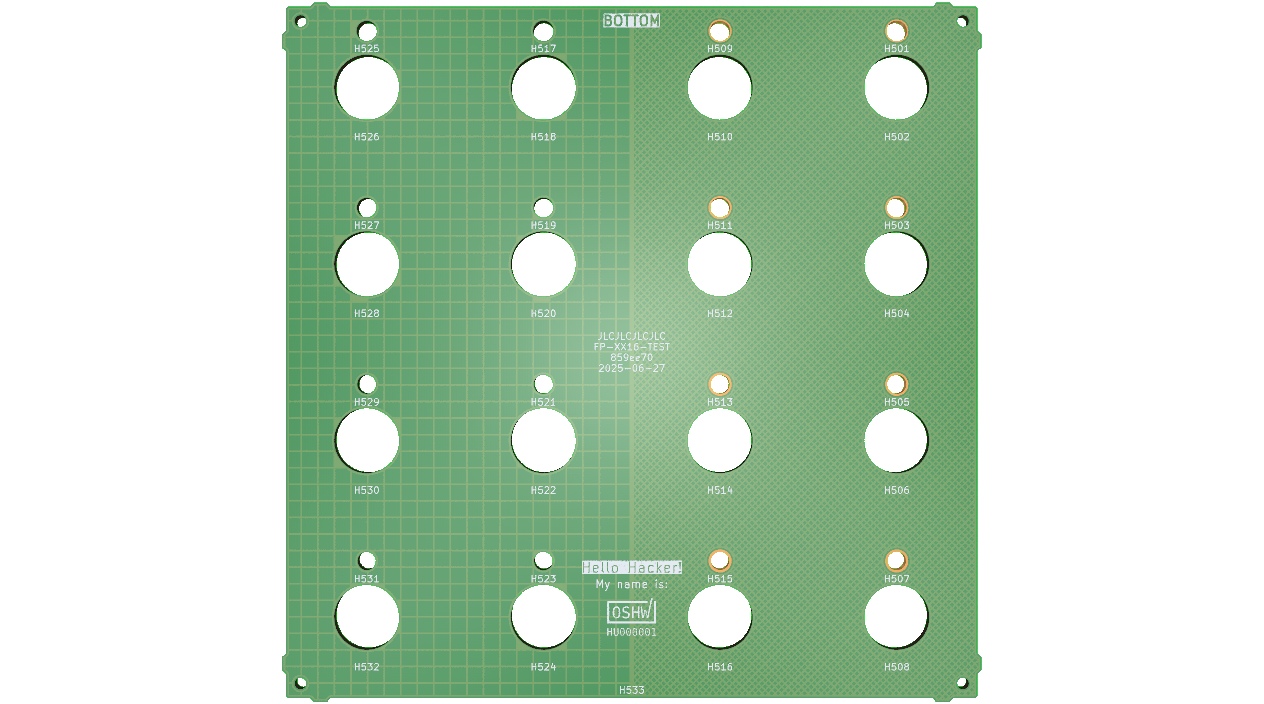 BOTTOM
H525 H517 H509 H501
H526 H518 H510 H502
H527 H519 H511 H503
H528 H520 H512 H504
JLCJLCJLCJLC
FP-XX16-TEST
859ee70
2025-06-27
H529 H521 H513 H505
H530 H522 H514 H506
Hello Hacker!
H531 H523 H515 H507
My name is:
OSHW
HU000001
H532 H524 H516 H508
H533